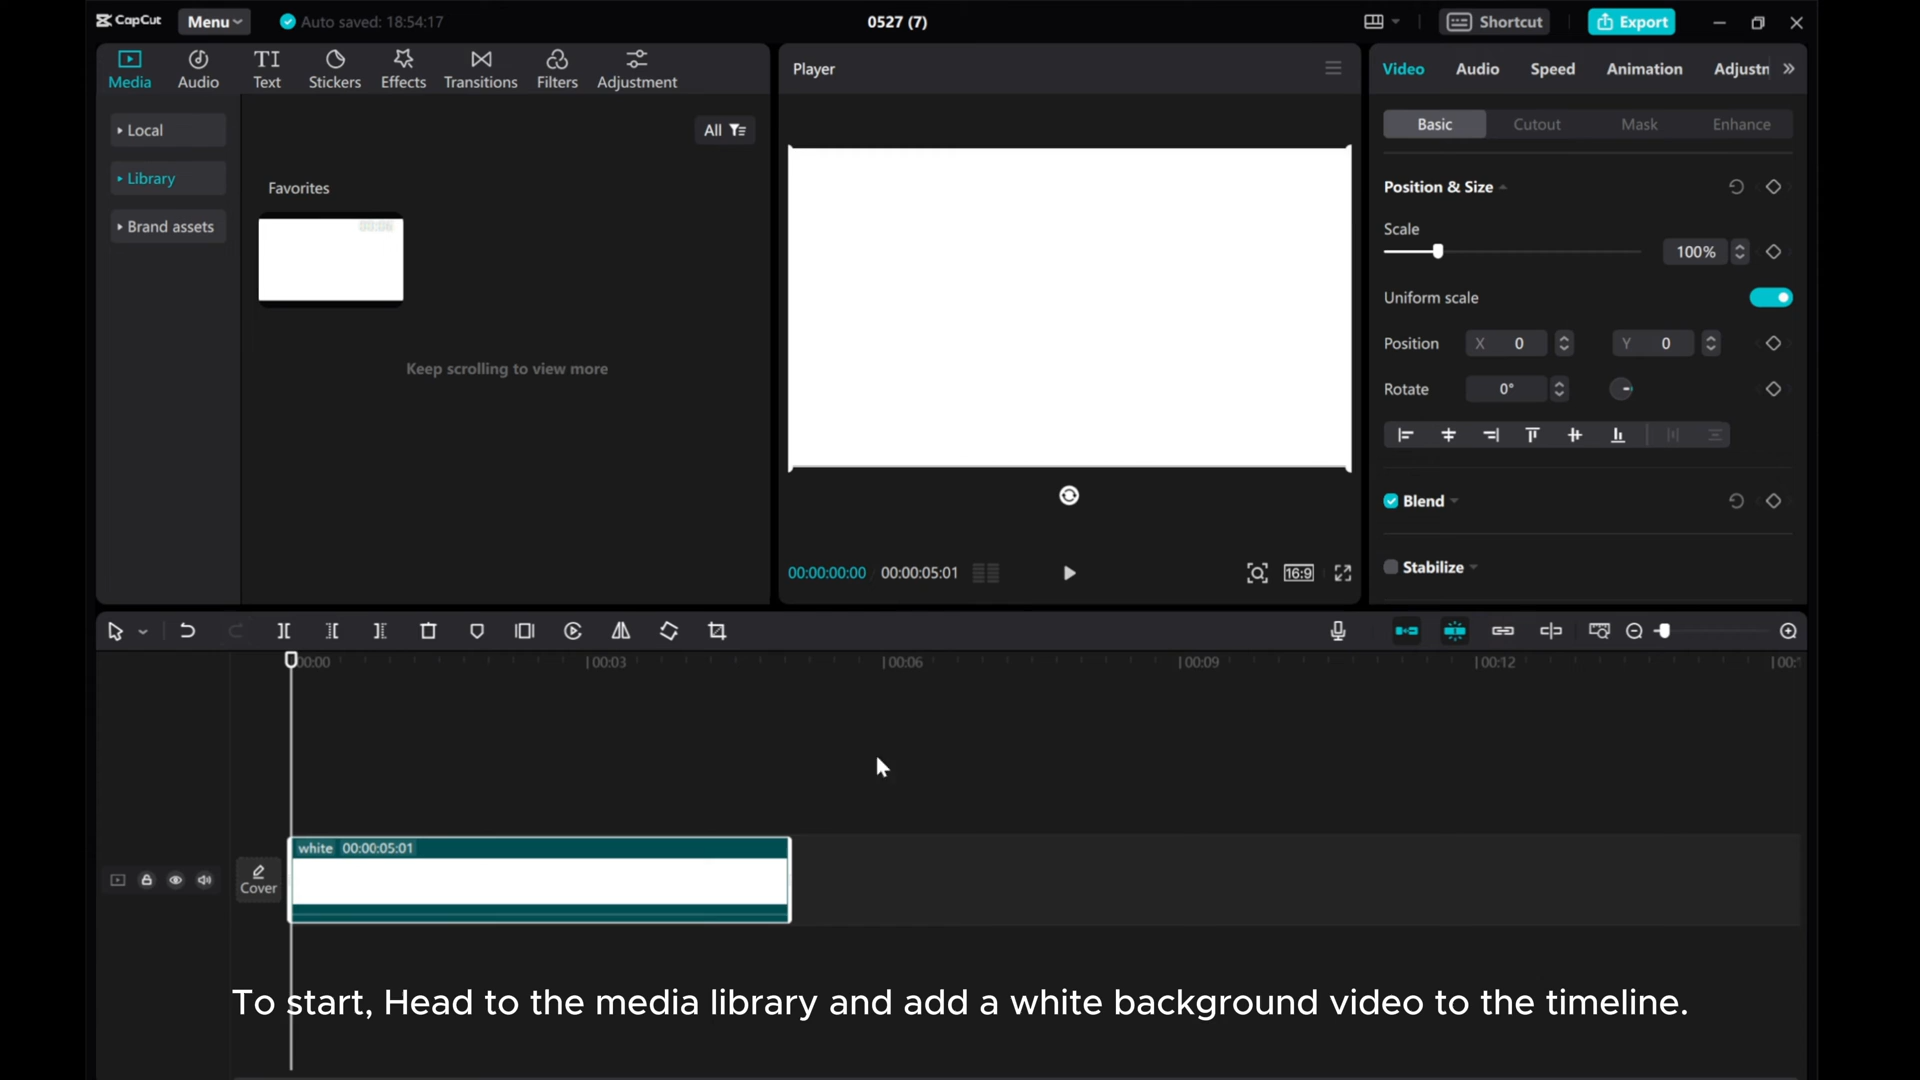 CapCut Menu Auto saved: 18:54:17 0527 (7) Shortcut Export
Media Audio Text Stickers Effects Transitions Filters Adjustment
Player
Video Audio Speed Animation Adjustn
Local
Library
Brand assets
All
Favorites
00:06
Keep scrolling to view more
00:00:00:00 00:00:05:01 16:9
Basic Cutout Mask Enhance
Position & Size
Scale
100%
Uniform scale
Position X 0 Y 0
Rotate 0°
Blend
Stabilize
00:00 00:03 00:06 00:09 00:12 00:1
white 00:00:05:01
Cover
To start, Head to the media library and add a white background video to the timeline.